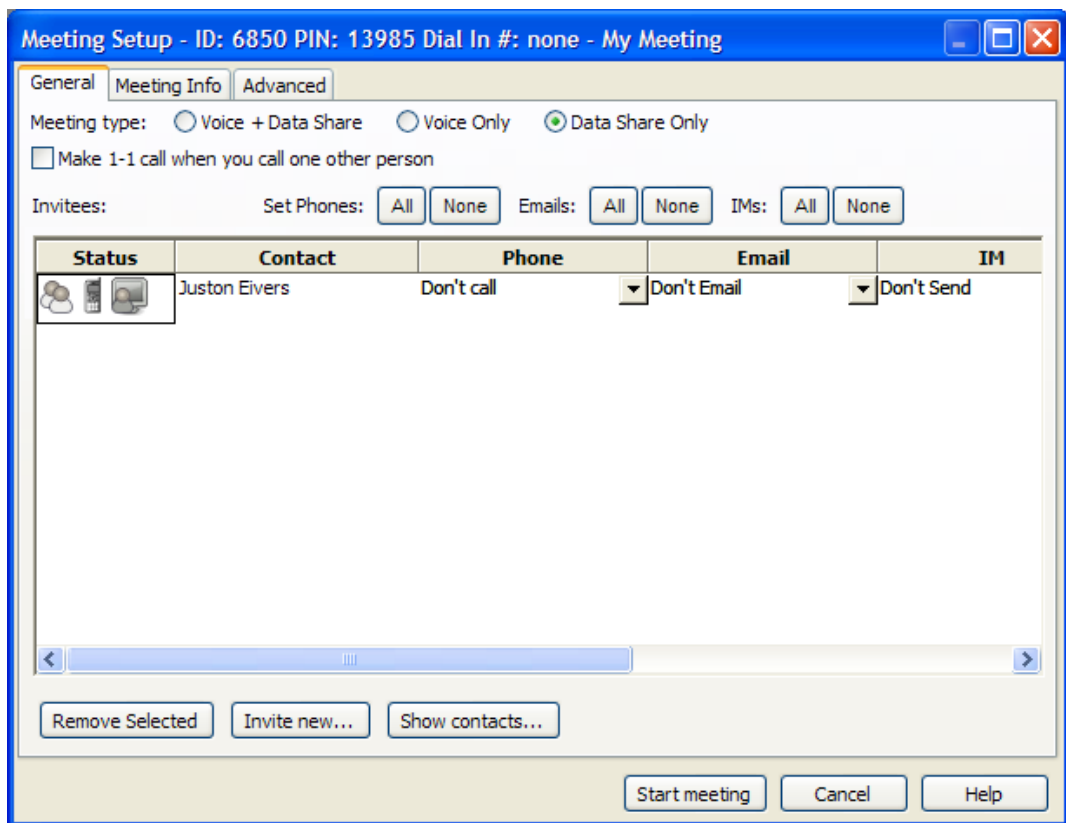 Meeting Setup - ID: 6850 PIN: 13985 Dial In #: none - My Meeting
General Meeting Info Advanced
Meeting type: Voice + Data Share Voice Only Data Share Only
Make 1-1 call when you call one other person
Invitees: Set Phones: All None Emails: All None IMs: All None
Status Contact Phone Email IM
Juston Eivers Don't call Don't Email Don't Send
Remove Selected Invite new... Show contacts...
Start meeting Cancel Help